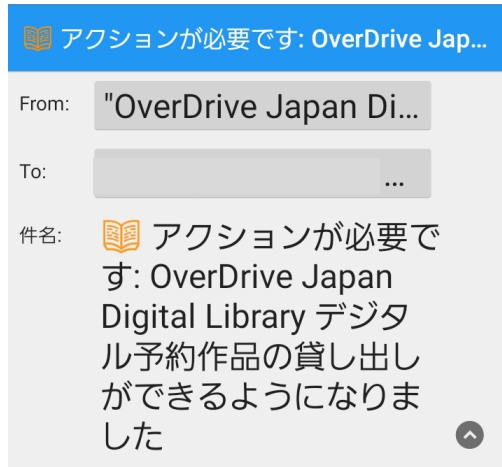 アクションが必要です: OverDrive Jap...
From:
"OverDrive Japan Di...
To:
...
件名:
アクションが必要で
す: OverDrive Japan
Digital Library デジタ
ル予約作品の貸し出し
ができるようになりま
した